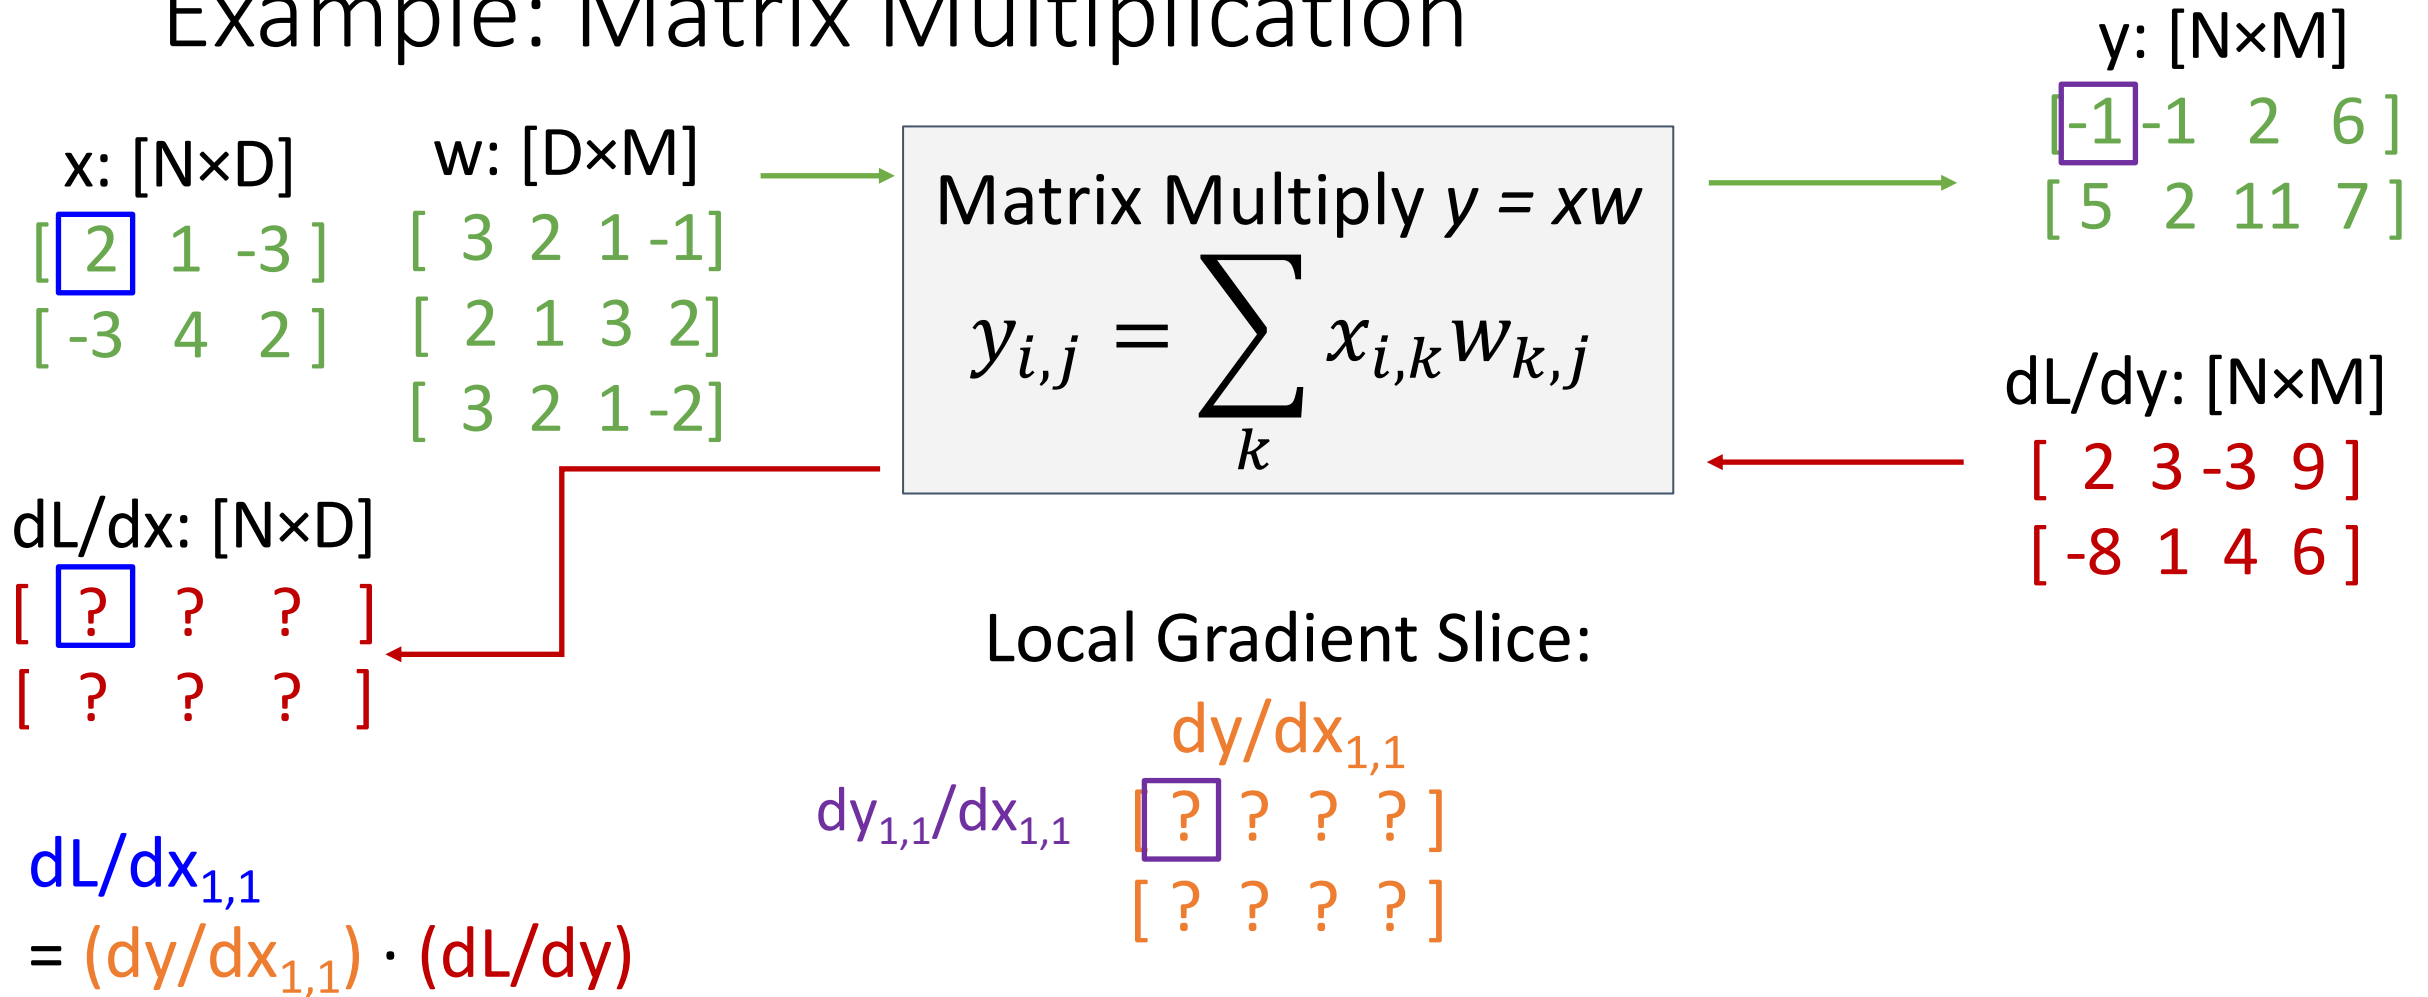 Example: Matrix Multiplication
x: [N×D]
[ 2 1 -3 ]
[ -3 4 2 ]
w: [D×M]
[ 3 2 1 -1]
[ 2 1 3 2]
[ 3 2 1 -2]
Matrix Multiply y = xw
y_{i,j} = ∑_k x_{i,k} w_{k,j}
y: [N×M]
[ -1 -1 2 6 ]
[ 5 2 11 7 ]
dL/dy: [N×M]
[ 2 3 -3 9 ]
[ -8 1 4 6 ]
dL/dx: [N×D]
[ ? ? ? ]
[ ? ? ? ]
Local Gradient Slice:
dy/dx_{1,1}
dy_{1,1}/dx_{1,1}
[ ? ? ? ? ]
[ ? ? ? ? ]
dL/dx_{1,1}
= (dy/dx_{1,1}) · (dL/dy)